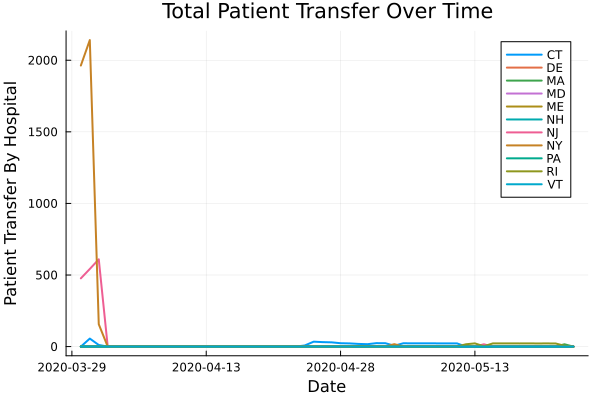 Total Patient Transfer Over Time
Patient Transfer By Hospital
2000
1500
1000
500
0
2020-03-29
2020-04-13
2020-04-28
2020-05-13
Date
CT
DE
MA
MD
ME
NH
NJ
NY
PA
RI
VT